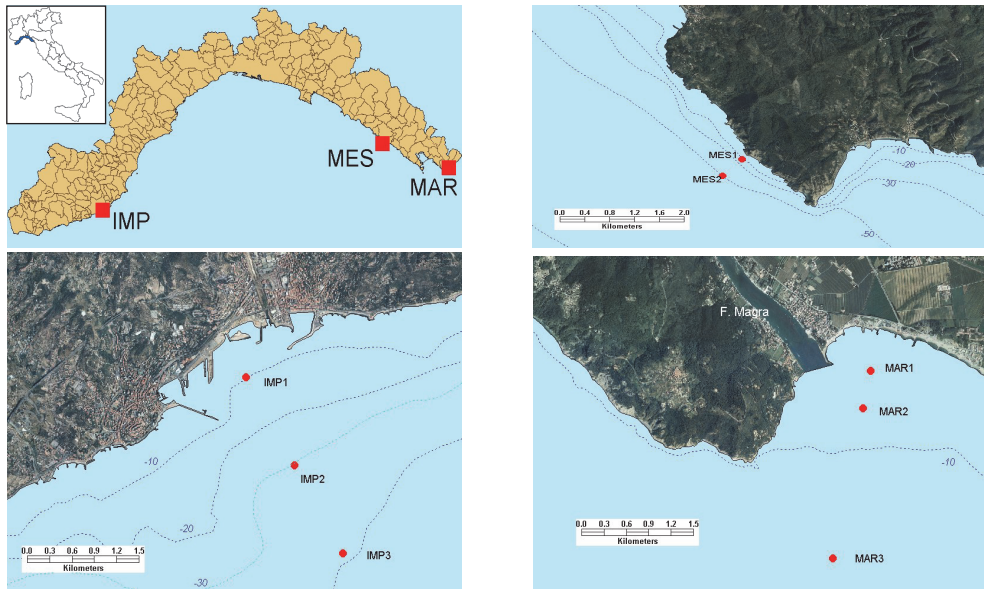 MES
MAR
IMP
MES1
MES2
-10
-20
-30
-50
0.0 0.4 0.8 1.2 1.6 2.0
Kilometers
IMP1
IMP2
IMP3
-10
-20
-30
0.0 0.3 0.6 0.9 1.2 1.5
Kilometers
F. Magra
MAR1
MAR2
MAR3
-10
0.0 0.3 0.6 0.9 1.2 1.5
Kilometers